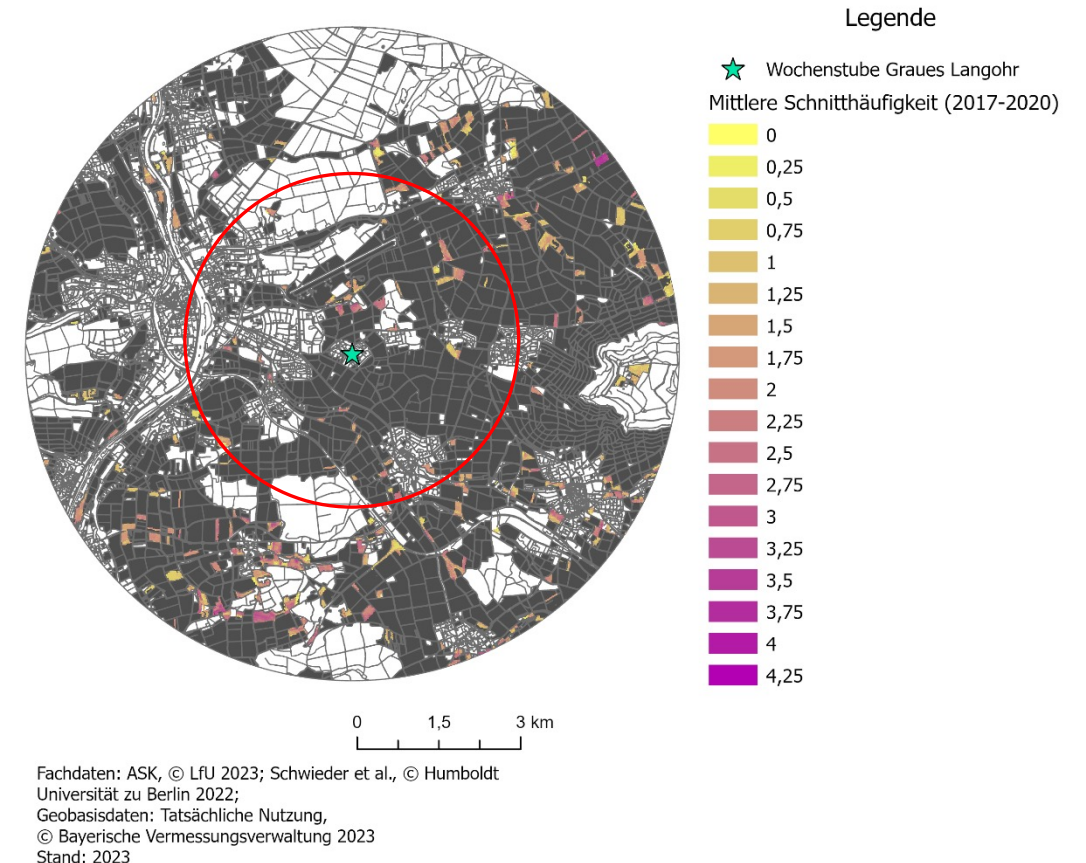 Legende
Wochenstube Graues Langohr
Mittlere Schnitthäufigkeit (2017-2020)
0
0,25
0,5
0,75
1
1,25
1,5
1,75
2
2,25
2,5
2,75
3
3,25
3,5
3,75
4
4,25
0 1,5 3 km
Fachdaten: ASK, © LfU 2023; Schwieder et al., © Humboldt
Universität zu Berlin 2022;
Geobasisdaten: Tatsächliche Nutzung,
© Bayerische Vermessungsverwaltung 2023
Stand: 2023